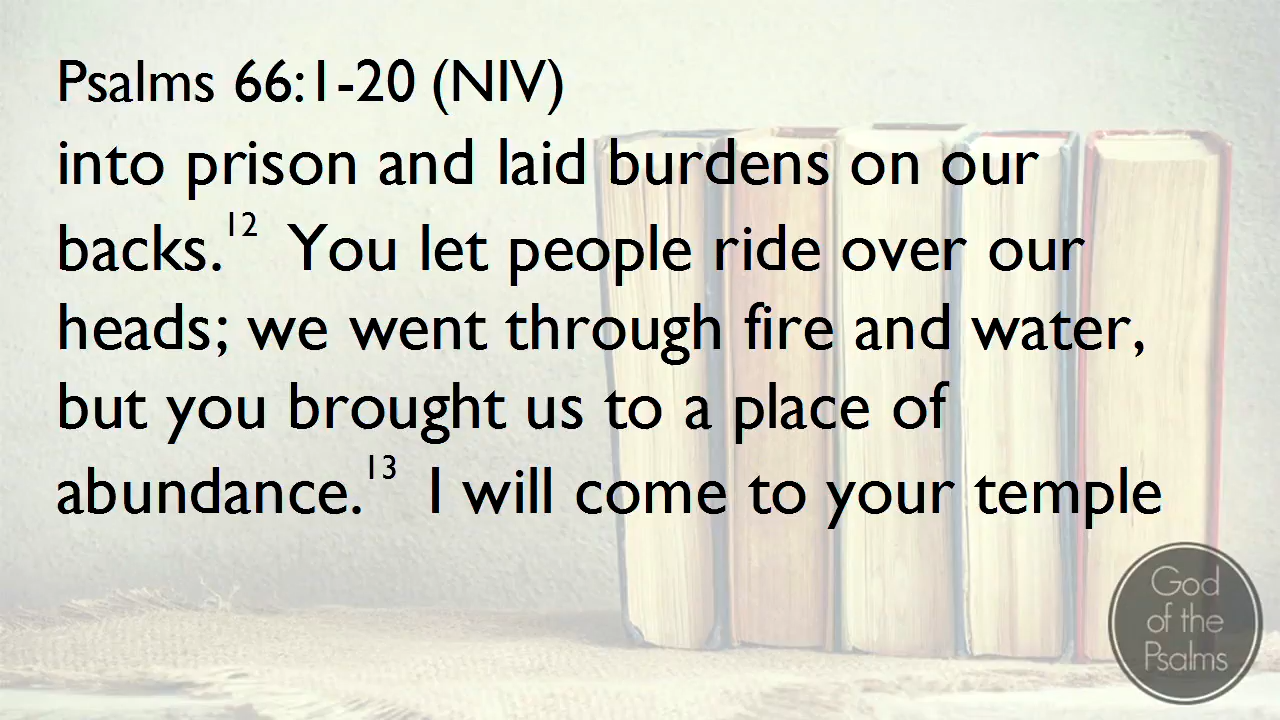 Psalms 66:1-20 (NIV)
into prison and laid burdens on our
backs.12 You let people ride over our
heads; we went through fire and water,
but you brought us to a place of
abundance.13 I will come to your temple
God
of the
Psalms